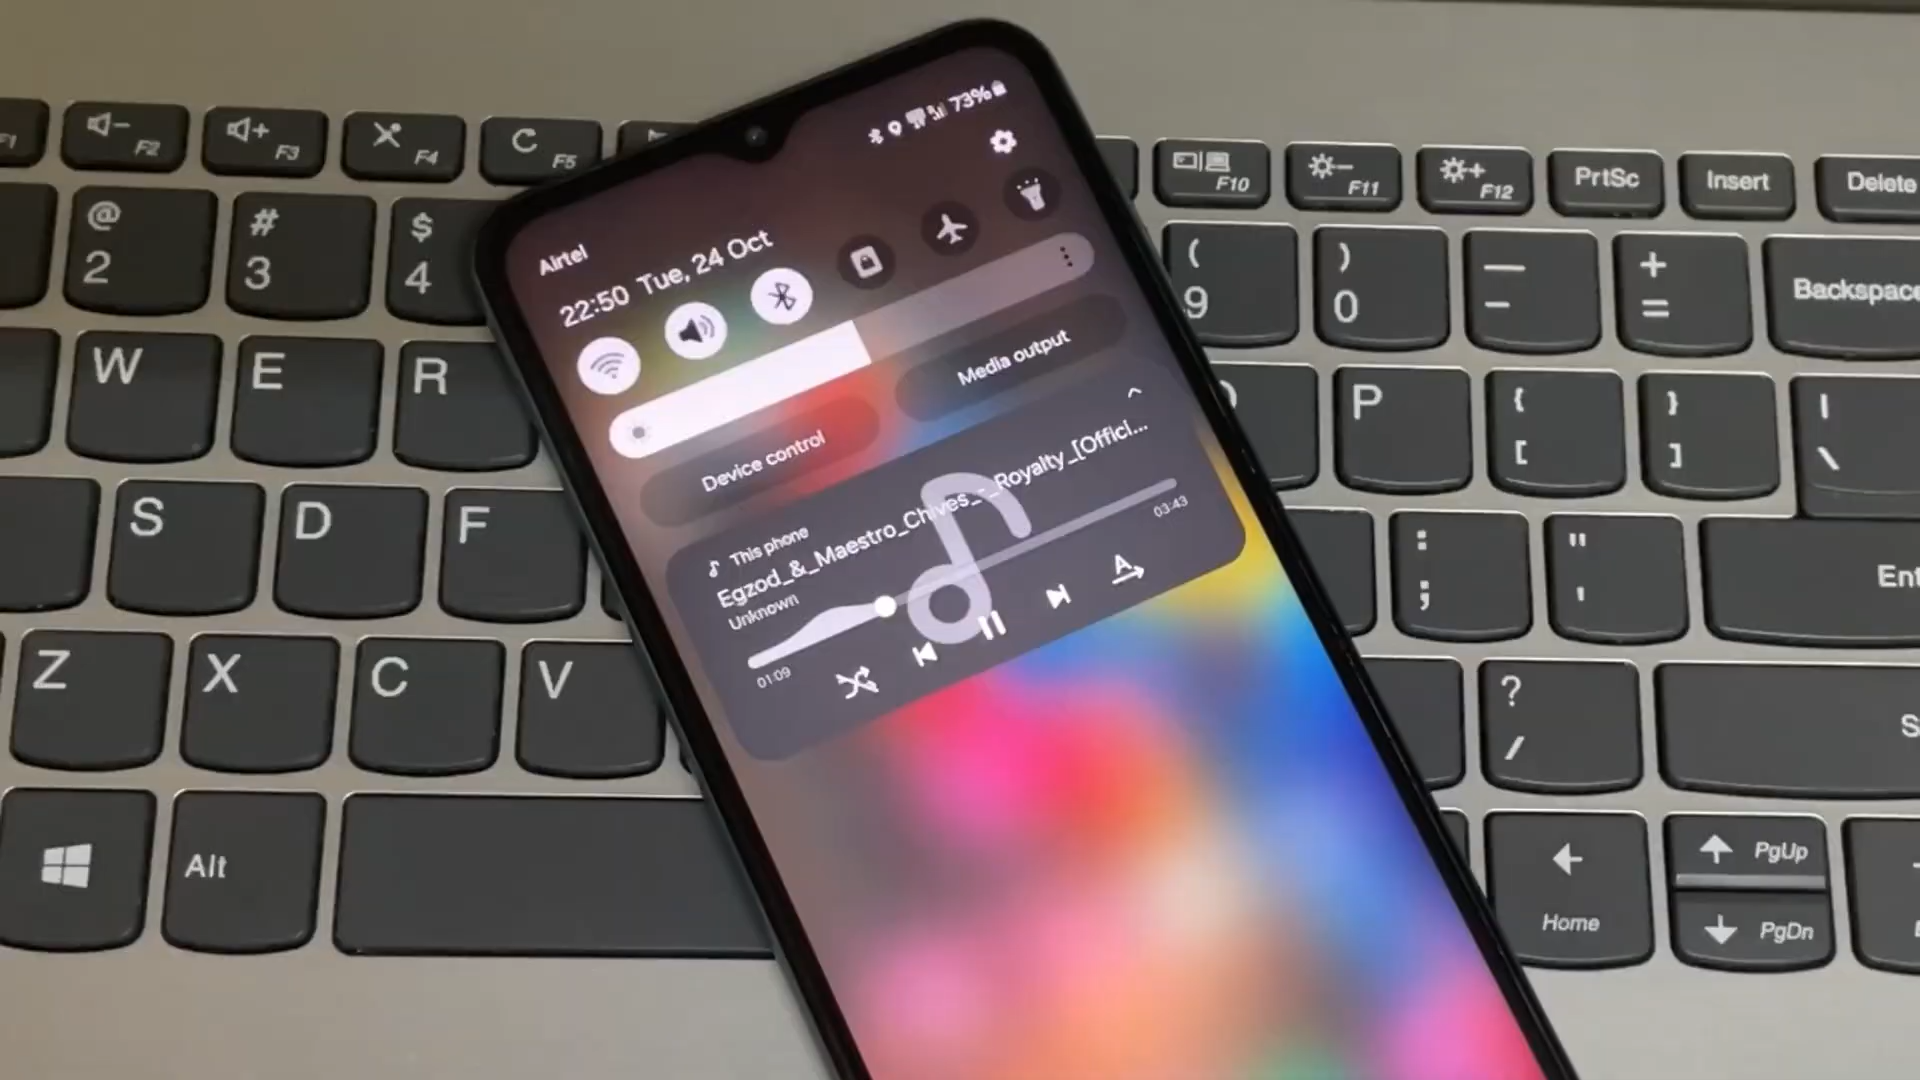 F1
F2
F3
F4
C F5
F10
F11
F12
PrtSc
Insert
Delete
@
2
#
3
$
4
(
9
)
0
—
-
+
=
Backspace
W
E
R
P
{
[
}
]
|
\
S
D
F
:
;
"
'
Z
X
C
V
?
/
Alt
Home
PgUp
PgDn
73%
Airtel
22:50 Tue, 24 Oct
Device control
Media output
This phone
Egzod_&_Maestro_Chives_-_Royalty_[Offici...
Unknown
01:09
03:43
A